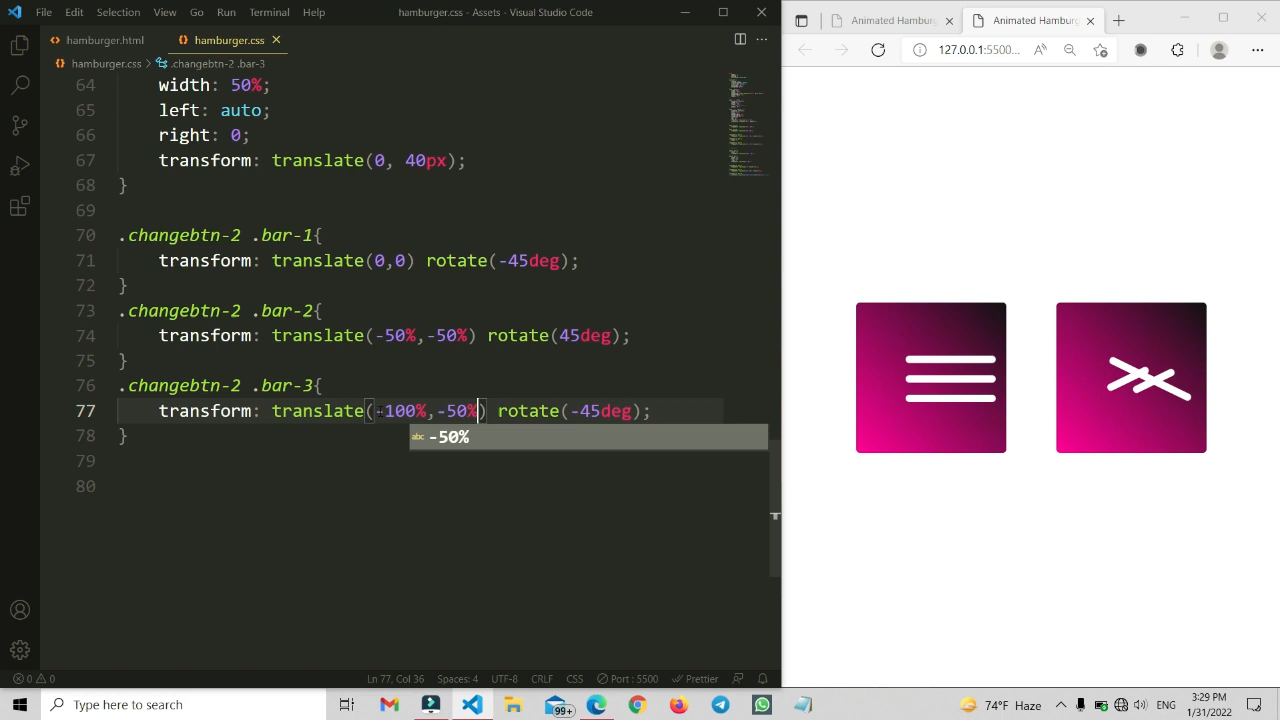 File Edit Selection View Go Run Terminal Help hamburger.css - Assets - Visual Studio Code
hamburger.html hamburger.css
hamburger.css > .changebtn-2 .bar-3
64 width: 50%;
65 left: auto;
66 right: 0;
67 transform: translate(0, 40px);
68 }
69
70 .changebtn-2 .bar-1{
71 transform: translate(0,0) rotate(-45deg);
72 }
73 .changebtn-2 .bar-2{
74 transform: translate(-50%,-50%) rotate(45deg);
75 }
76 .changebtn-2 .bar-3{
77 transform: translate(-100%,-50%) rotate(-45deg);
abc -50%
78 }
79
80
0 0 Ln 77, Col 36 Spaces: 4 UTF-8 CRLF CSS Port : 5500 Prettier
Animated Hamburg Animated Hamburg
127.0.0.1:5500...
Type here to search
99+
74°F Haze
ENG
3:29 PM
1/31/2022